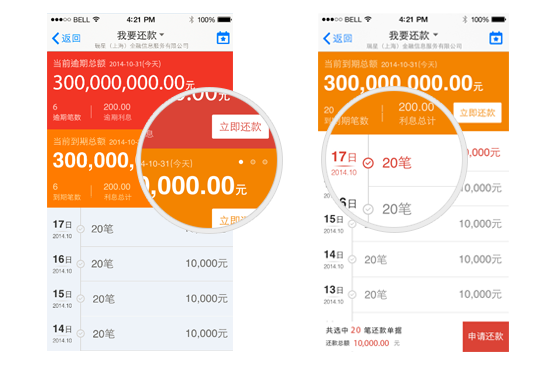 BELL 4:21 PM 100%
返回
我要还款
翰星（上海）金融信息服务有限公司
当前逾期总额 2014-10-31(今天)
300,000,000.00元
6
逾期笔数
200.00
逾期利息
立即还款
当前到期总额 2014-10-31(今天)
300,000,000.00元
6
到期笔数
200.00
利息总计
立即还款
17日
2014.10
20笔
10,000元
16日
2014.10
20笔
10,000元
15日
2014.10
20笔
10,000元
14日
2014.10
20笔
10,000元
BELL 4:21 PM 100%
返回
我要还款
翰星（上海）金融信息服务有限公司
当前到期总额 2014-10-31(今天)
300,000,000.00元
20
到期笔数
200.00
利息总计
立即还款
17日
2014.10
20笔
10,000元
16日
20笔
10,000元
15日
2014.10
20笔
10,000元
14日
2014.10
20笔
10,000元
13日
2014.10
20笔
10,000元
共选中 20 笔还款单据
还款总额 10,000.00 元
申请还款